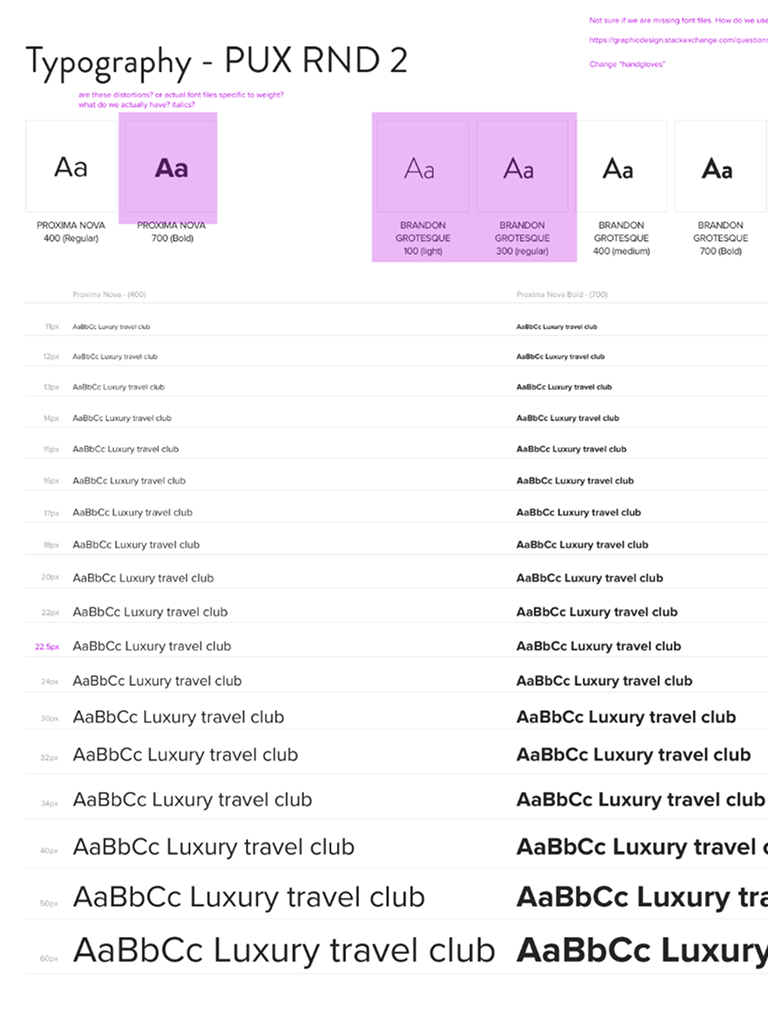 Not sure if we are missing font files. How do we use
https://graphicdesign.stackexchange.com/questions
Change "handgloves"
Typography - PUX RND 2
are these distortions? or actual font files specific to weight?
what do we actually have? italics?
Aa
Aa
Aa
Aa
Aa
Aa
PROXIMA NOVA
400 (Regular)
PROXIMA NOVA
700 (Bold)
BRANDON
GROTESQUE
100 (light)
BRANDON
GROTESQUE
300 (regular)
BRANDON
GROTESQUE
400 (medium)
BRANDON
GROTESQUE
700 (Bold)
Proxima Nova - (400)
Proxima Nova Bold - (700)
11px AaBbCc Luxury travel club AaBbCc Luxury travel club
12px AaBbCc Luxury travel club AaBbCc Luxury travel club
13px AaBbCc Luxury travel club AaBbCc Luxury travel club
14px AaBbCc Luxury travel club AaBbCc Luxury travel club
15px AaBbCc Luxury travel club AaBbCc Luxury travel club
16px AaBbCc Luxury travel club AaBbCc Luxury travel club
17px AaBbCc Luxury travel club AaBbCc Luxury travel club
18px AaBbCc Luxury travel club AaBbCc Luxury travel club
20px AaBbCc Luxury travel club AaBbCc Luxury travel club
22px AaBbCc Luxury travel club AaBbCc Luxury travel club
22.5px AaBbCc Luxury travel club AaBbCc Luxury travel club
24px AaBbCc Luxury travel club AaBbCc Luxury travel club
30px AaBbCc Luxury travel club AaBbCc Luxury travel club
32px AaBbCc Luxury travel club AaBbCc Luxury travel club
34px AaBbCc Luxury travel club AaBbCc Luxury travel club
40px AaBbCc Luxury travel club AaBbCc Luxury travel c
50px AaBbCc Luxury travel club AaBbCc Luxury tra
60px AaBbCc Luxury travel club AaBbCc Luxury